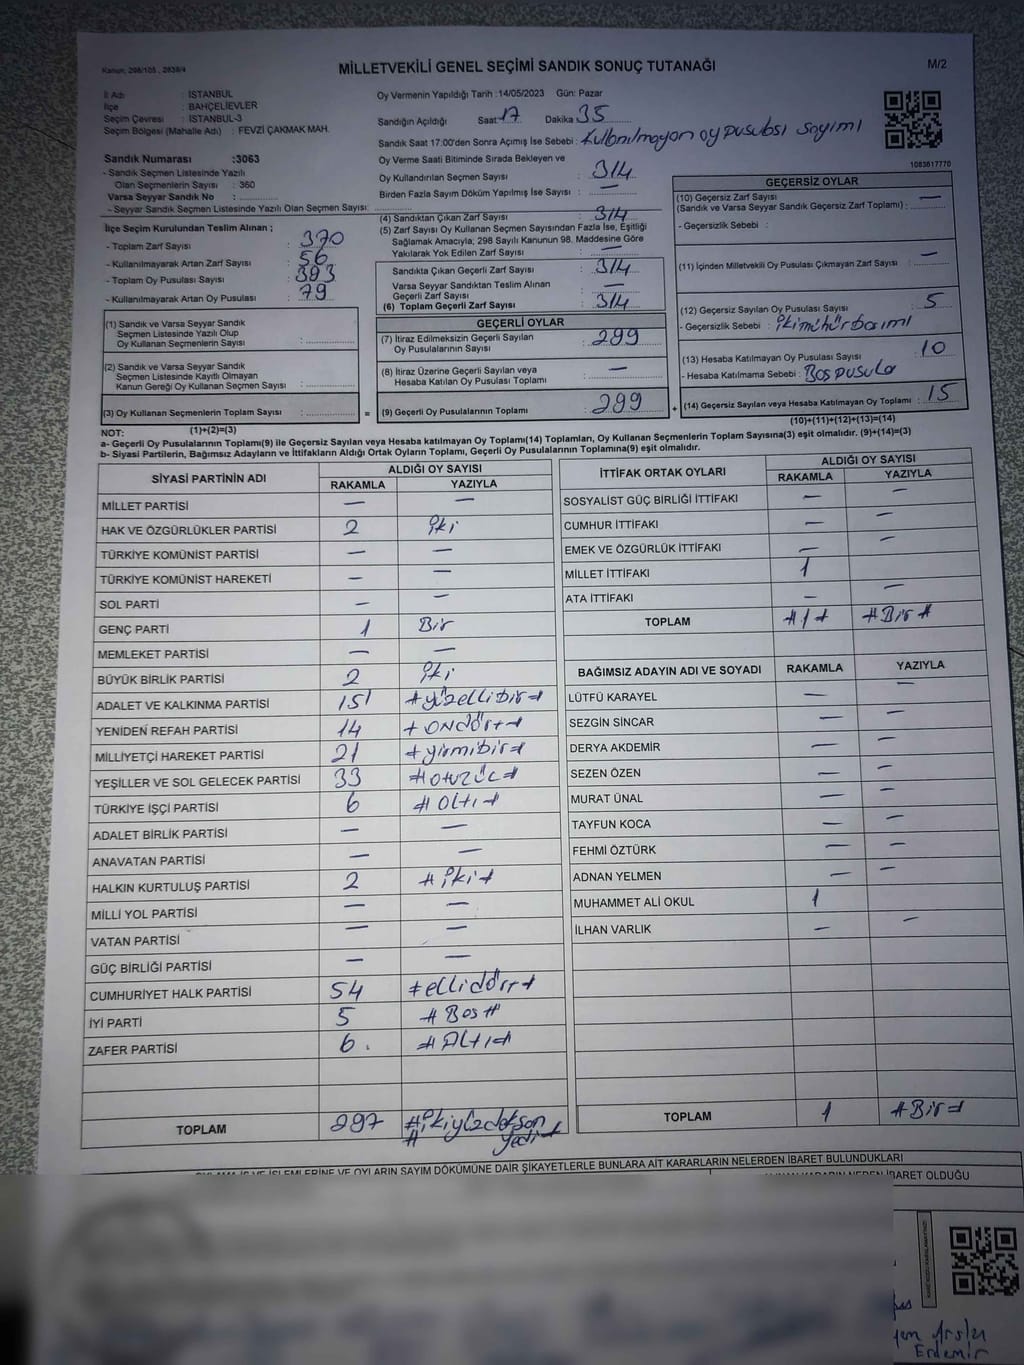 Kanun, 298/105 , 2839/4
MİLLETVEKİLİ GENEL SEÇİMİ SANDIK SONUÇ TUTANAĞI
M/2
İl Adı : İSTANBUL
İlçe : BAHÇELİEVLER
Seçim Çevresi : İSTANBUL-3
Seçim Bölgesi (Mahalle Adı) : FEVZİ ÇAKMAK MAH.
Sandık Numarası :3063
- Sandık Seçmen Listesinde Yazılı
Olan Seçmenlerin Sayısı : 360
Varsa Seyyar Sandık No :
- Seyyar Sandık Seçmen Listesinde Yazılı Olan Seçmen Sayısı:
İlçe Seçim Kurulundan Teslim Alınan ;
- Toplam Zarf Sayısı : 370
- Kullanılmayarak Artan Zarf Sayısı : 56
- Toplam Oy Pusulası Sayısı : 393
- Kullanılmayarak Artan Oy Pusulası : 79
(1) Sandık ve Varsa Seyyar Sandık
Seçmen Listesinde Yazılı Olup
Oy Kullanan Seçmenlerin Sayısı :
(2) Sandık ve Varsa Seyyar Sandık
Seçmen Listesinde Kayıtlı Olmayan
Kanun Gereği Oy Kullanan Seçmen Sayısı :
(3) Oy Kullanan Seçmenlerin Toplam Sayısı : =
(1)+(2)=(3)
Oy Vermenin Yapıldığı Tarih :14/05/2023 Gün: Pazar
Sandığın Açıldığı Saat 17 Dakika 35
Sandık Saat 17:00'den Sonra Açılmış İse Sebebi : Kullanılmayan oy pusulası sayımı
Oy Verme Saati Bitiminde Sırada Bekleyen ve
Oy Kullandırılan Seçmen Sayısı : 314
Birden Fazla Sayım Döküm Yapılmış İse Sayısı : —
(4) Sandıktan Çıkan Zarf Sayısı : 314
(5) Zarf Sayısı Oy Kullanan Seçmen Sayısından Fazla İse, Eşitliği
Sağlamak Amacıyla, 298 Sayılı Kanunun 98. Maddesine Göre
Yakılarak Yok Edilen Zarf Sayısı : —
Sandıkta Çıkan Geçerli Zarf Sayısı : 314
Varsa Seyyar Sandıktan Teslim Alınan
Geçerli Zarf Sayısı : —
(6) Toplam Geçerli Zarf Sayısı : 314
GEÇERLİ OYLAR
(7) İtiraz Edilmeksizin Geçerli Sayılan
Oy Pusulalarının Sayısı : 299
(8) İtiraz Üzerine Geçerli Sayılan veya
Hesaba Katılan Oy Pusulası Toplamı : —
(9) Geçerli Oy Pusulalarının Toplamı : 299 +
1083617770
GEÇERSİZ OYLAR
(10) Geçersiz Zarf Sayısı —
(Sandık ve Varsa Seyyar Sandık Geçersiz Zarf Toplamı) :
- Geçersizlik Sebebi :
(11) İçinden Milletvekili Oy Pusulası Çıkmayan Zarf Sayısı : —
(12) Geçersiz Sayılan Oy Pusulası Sayısı : 5
- Geçersizlik Sebebi : iki mühür basımı
(13) Hesaba Katılmayan Oy Pusulası Sayısı : 10
- Hesaba Katılmama Sebebi : Boş pusula
(14) Geçersiz Sayılan veya Hesaba Katılmayan Oy Toplamı : 15
(10)+(11)+(12)+(13)=(14)
NOT:
a- Geçerli Oy Pusulalarının Toplamı(9) ile Geçersiz Sayılan veya Hesaba katılmayan Oy Toplamı(14) Toplamları, Oy Kullanan Seçmenlerin Toplam Sayısına(3) eşit olmalıdır. (9)+(14)=(3)
b- Siyasi Partilerin, Bağımsız Adayların ve İttifakların Aldığı Ortak Oyların Toplamı, Geçerli Oy Pusulalarının Toplamına(9) eşit olmalıdır.
SİYASİ PARTİNİN ADI ALDIĞI OY SAYISI
RAKAMLA YAZIYLA
MİLLET PARTİSİ — —
HAK VE ÖZGÜRLÜKLER PARTİSİ 2 iki
TÜRKİYE KOMÜNİST PARTİSİ — —
TÜRKİYE KOMÜNİST HAREKETİ — —
SOL PARTİ — —
GENÇ PARTİ 1 Bir
MEMLEKET PARTİSİ — —
BÜYÜK BİRLİK PARTİSİ 2 iki
ADALET VE KALKINMA PARTİSİ 151 #yüzellibir#
YENİDEN REFAH PARTİSİ 14 #ondört#
MİLLİYETÇİ HAREKET PARTİSİ 21 #yirmibir#
YEŞİLLER VE SOL GELECEK PARTİSİ 33 #otuzüç#
TÜRKİYE İŞÇİ PARTİSİ 6 #Altı#
ADALET BİRLİK PARTİSİ — —
ANAVATAN PARTİSİ — —
HALKIN KURTULUŞ PARTİSİ 2 #iki#
MİLLİ YOL PARTİSİ — —
VATAN PARTİSİ — —
GÜÇ BİRLİĞİ PARTİSİ — —
CUMHURİYET HALK PARTİSİ 54 #ellidört#
İYİ PARTİ 5 #Beş#
ZAFER PARTİSİ 6 #Altı#
TOPLAM 297 #ikiyüzdoksan
# yedi#
İTTİFAK ORTAK OYLARI ALDIĞI OY SAYISI
RAKAMLA YAZIYLA
SOSYALİST GÜÇ BİRLİĞİ İTTİFAKI — —
CUMHUR İTTİFAKI — —
EMEK VE ÖZGÜRLÜK İTTİFAKI — —
MİLLET İTTİFAKI 1
ATA İTTİFAKI — —
TOPLAM #1# #Bir#
BAĞIMSIZ ADAYIN ADI VE SOYADI RAKAMLA YAZIYLA
LÜTFÜ KARAYEL — —
SEZGİN SİNCAR — —
DERYA AKDEMİR — —
SEZEN ÖZEN — —
MURAT ÜNAL — —
TAYFUN KOCA — —
FEHMİ ÖZTÜRK — —
ADNAN YELMEN — —
MUHAMMET ALİ OKUL 1
İLHAN VARLIK — —
TOPLAM 1 #Bir#
OYLAMA İŞ VE İŞLEMLERİNE VE OYLARIN SAYIM DÖKÜMÜNE DAİR ŞİKAYETLERLE BUNLARA AİT KARARLARIN NELERDEN İBARET BULUNDUKLARI
KARARIN NEDEN İBARET OLDUĞU
Erdemir